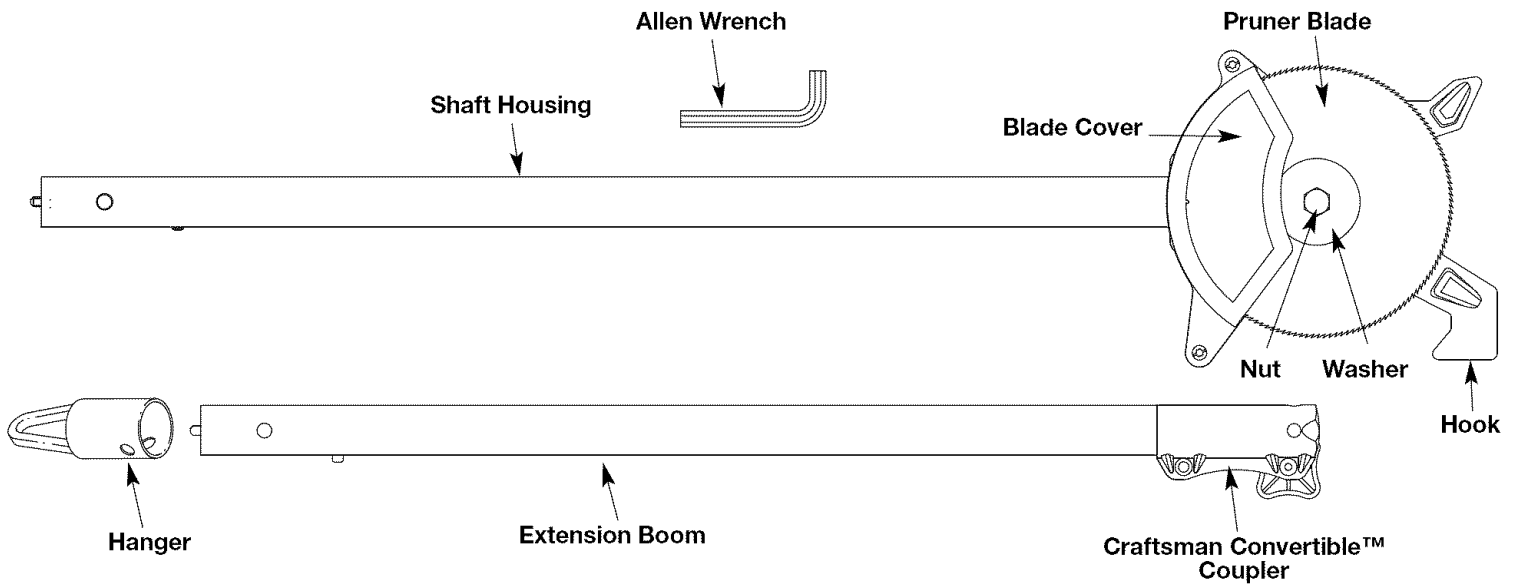 Allen Wrench
Pruner Blade
Shaft Housing
Blade Cover
Nut
Washer
Hook
Hanger
Extension Boom
Craftsman Convertible™
Coupler